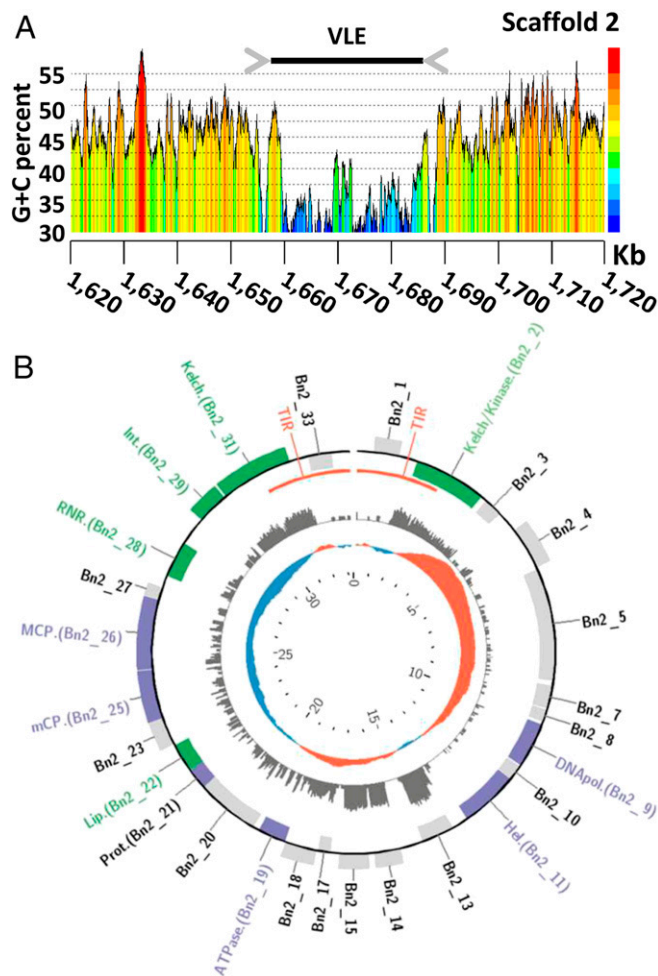 A
Scaffold 2
VLE
G+C percent
55
50
45
40
35
30
Kb
1,620
1,630
1,640
1,650
1,660
1,670
1,680
1,690
1,700
1,710
1,720
B
Bn2_1
TIR
Kelch/Kinase.(Bn2_2)
Bn2_3
Bn2_4
Bn2_5
Bn2_7
Bn2_8
DNApol.(Bn2_9)
Bn2_10
Hel.(Bn2_11)
Bn2_13
Bn2_14
Bn2_15
Bn2_17
Bn2_18
ATPase.(Bn2_19)
Bn2_20
Prot.(Bn2_21)
Lip.(Bn2_22)
Bn2_23
mCP.(Bn2_25)
MCP.(Bn2_26)
Bn2_27
RNR.(Bn2_28)
Int.(Bn2_29)
Kelch.(Bn2_31)
TIR
Bn2_33
0
5
10
15
20
25
30